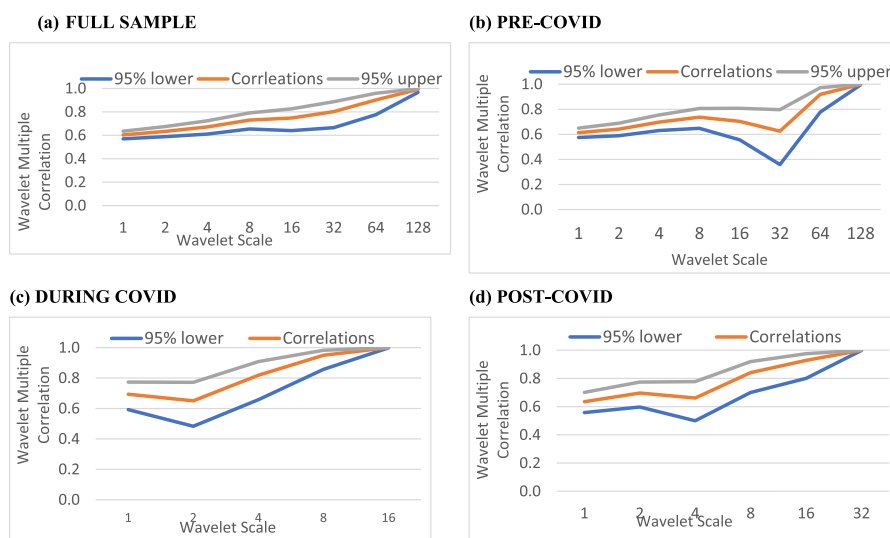 (a) FULL SAMPLE
95% lower Corrleations 95% upper
Wavelet Multiple
Correlation
1.0
0.8
0.6
0.4
0.2
0.0
1 2 4 8 16 32 64 128
Wavelet Scale
(b) PRE-COVID
95% lower Correlations 95% upper
Wavelet Multiple
Correlation
1.0
0.8
0.6
0.4
0.2
0.0
1 2 4 8 16 32 64 128
Wavelet Scale
(c) DURING COVID
95% lower Correlations
Wavelet Multiple
Correlation
1.0
0.8
0.6
0.4
0.2
0.0
1 2 4 8 16
Wavelet Scale
(d) POST-COVID
95% lower Correlations
Wavelet Multiple
Correlation
1.0
0.8
0.6
0.4
0.2
0.0
1 2 4 8 16 32
Wavelet Scale